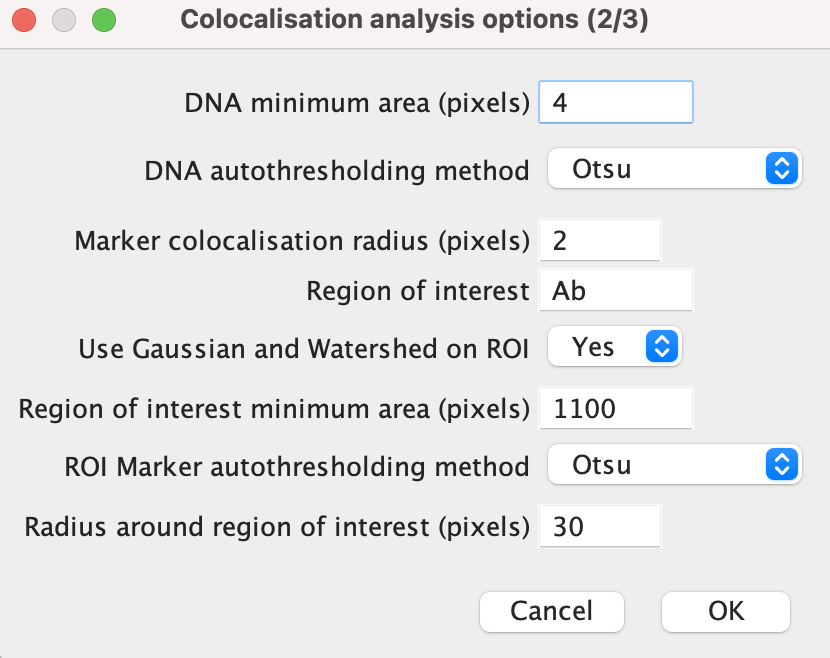 Colocalisation analysis options (2/3)
DNA minimum area (pixels) 4
DNA autothresholding method Otsu
Marker colocalisation radius (pixels) 2
Region of interest Ab
Use Gaussian and Watershed on ROI Yes
Region of interest minimum area (pixels) 1100
ROI Marker autothresholding method Otsu
Radius around region of interest (pixels) 30
Cancel OK